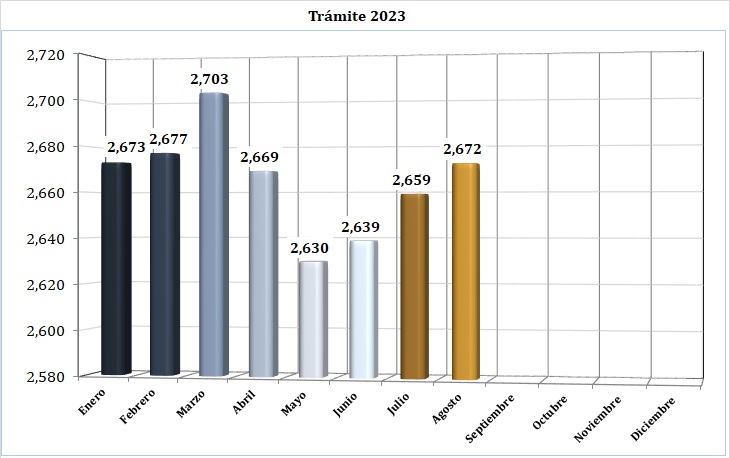 Trámite 2023
2,720
2,700
2,680
2,660
2,640
2,620
2,600
2,580
2,673
2,677
2,703
2,669
2,630
2,639
2,659
2,672
Enero
Febrero
Marzo
Abril
Mayo
Junio
Julio
Agosto
Septiembre
Octubre
Noviembre
Diciembre